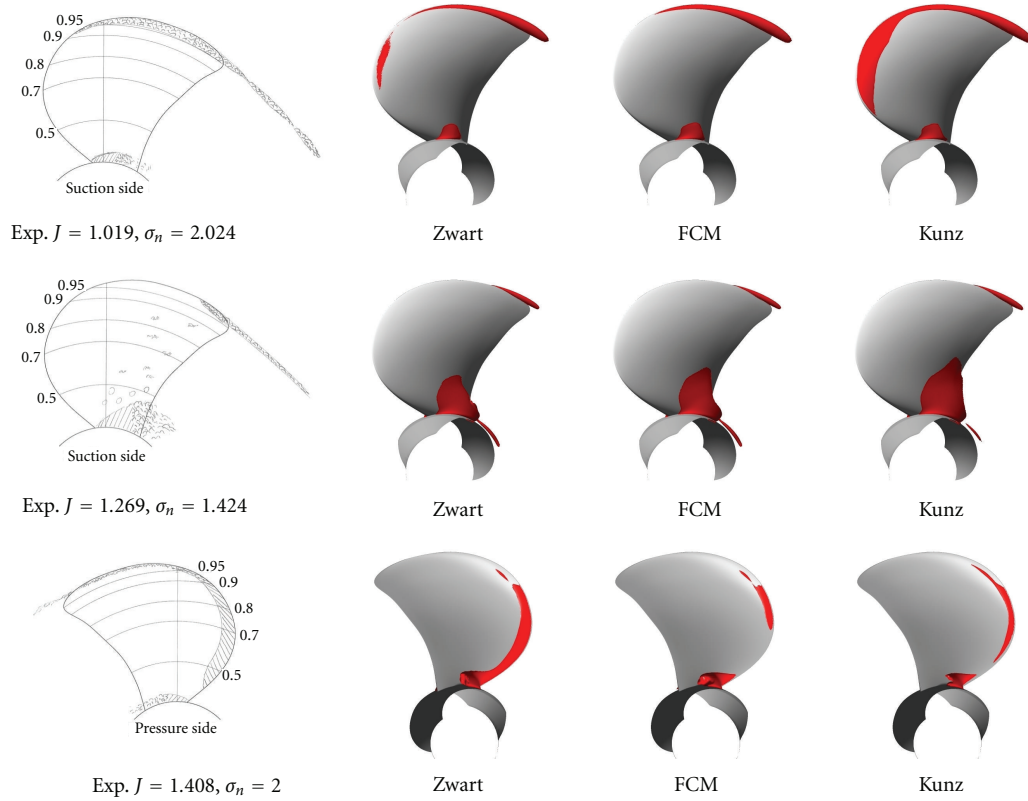 0.95
0.9
0.8
0.7
0.5
Suction side
Exp. J = 1.019, σn = 2.024
Zwart
FCM
Kunz
0.95
0.9
0.8
0.7
0.5
Suction side
Exp. J = 1.269, σn = 1.424
Zwart
FCM
Kunz
0.95
0.9
0.8
0.7
0.5
Pressure side
Exp. J = 1.408, σn = 2
Zwart
FCM
Kunz